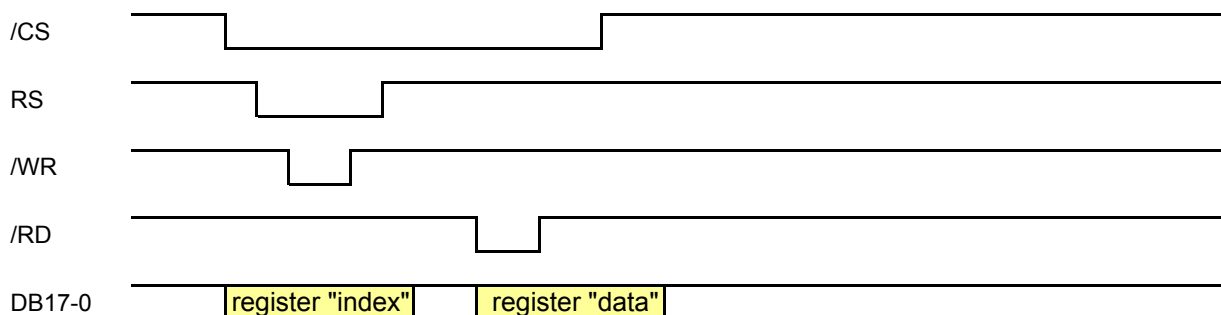 /CS
RS
/WR
/RD
DB17-0 register "index" register "data"